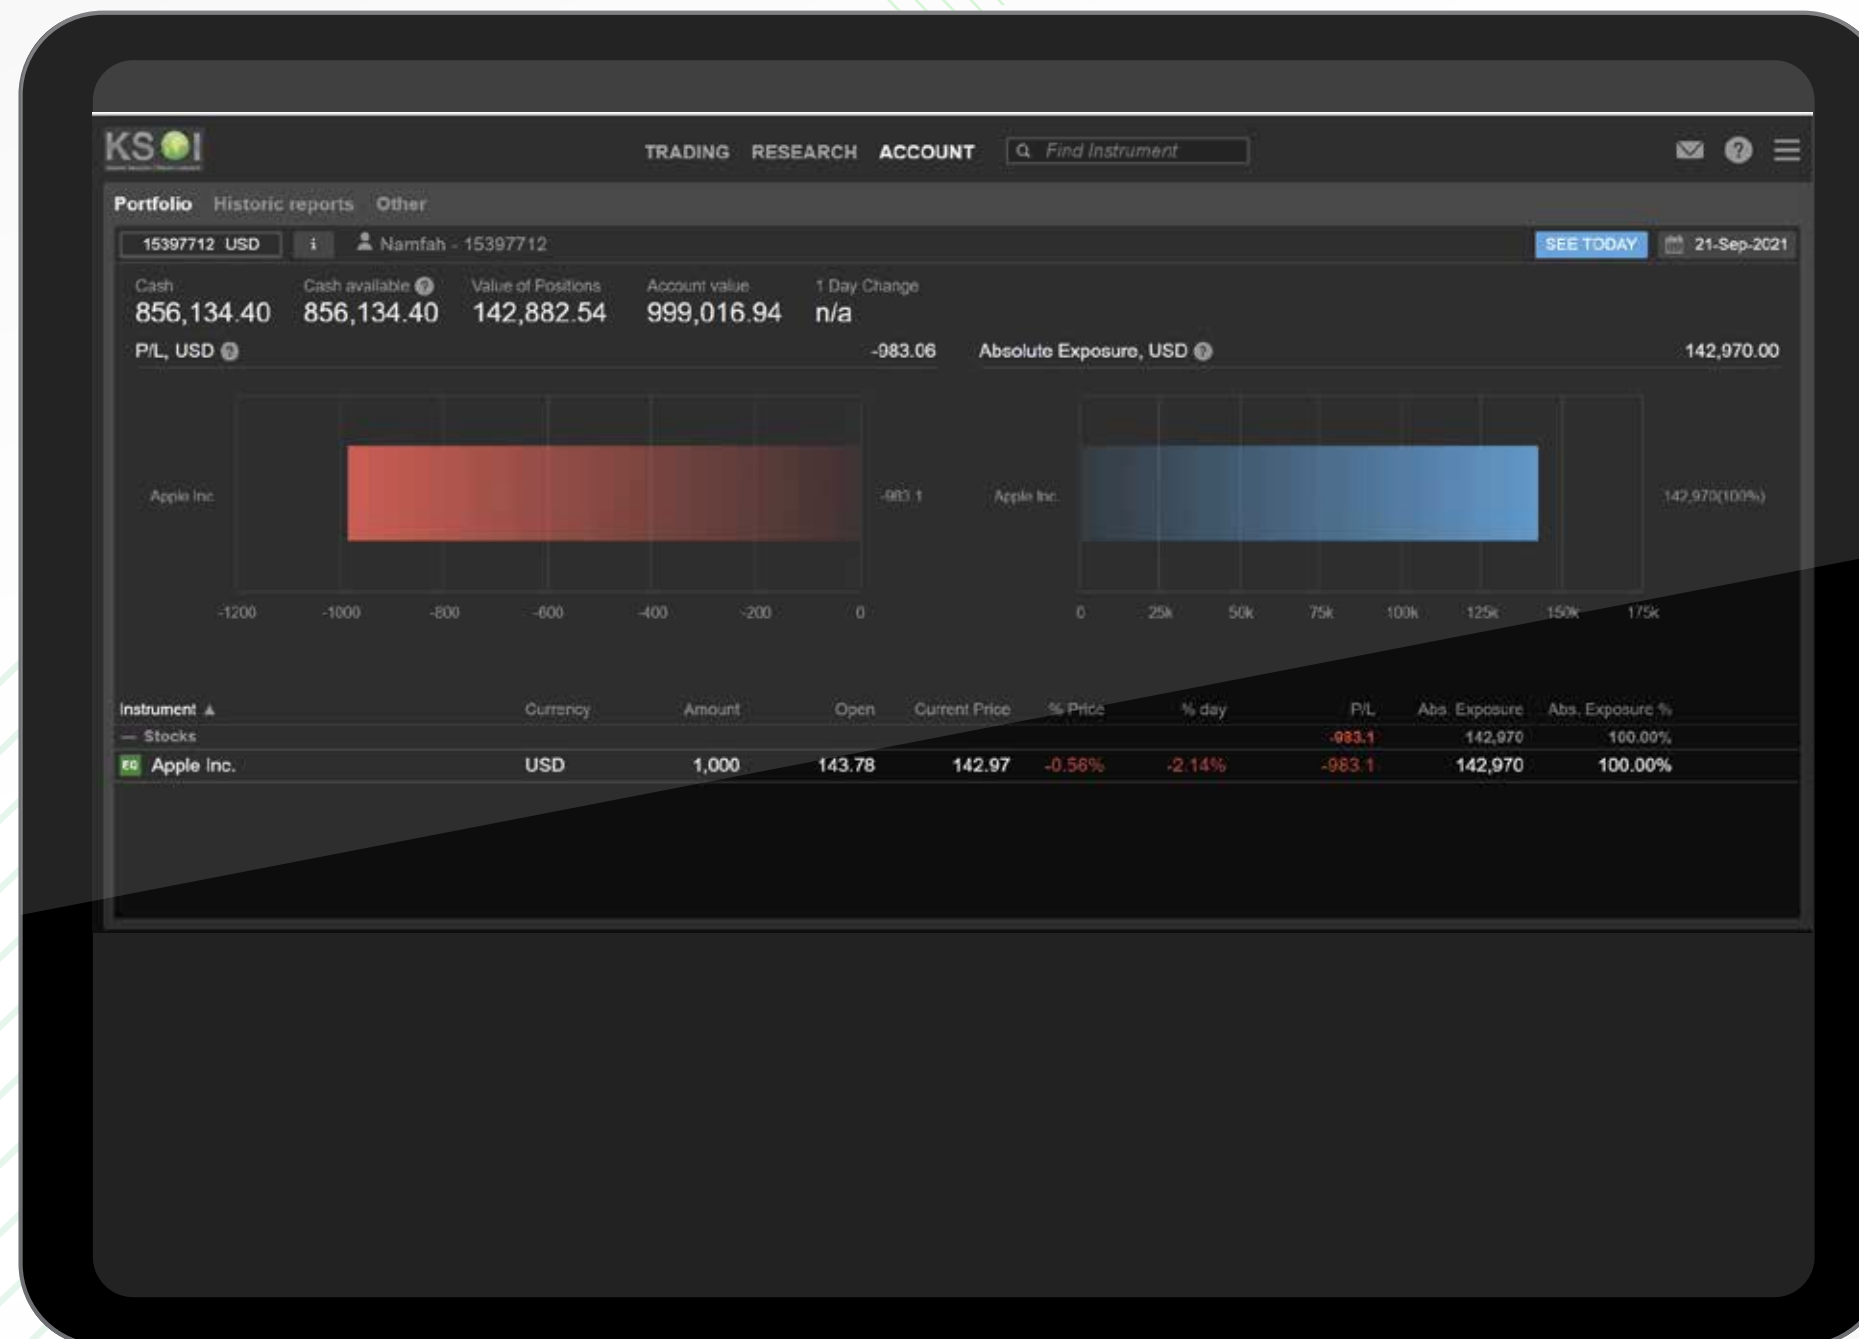 KSOI
TRADING RESEARCH ACCOUNT Find Instrument
Portfolio Historic reports Other
15397712 USD i Namfah - 15397712 SEE TODAY 21-Sep-2021
Cash Cash available ? Value of Positions Account value 1 Day Change
856,134.40 856,134.40 142,882.54 999,016.94 n/a
P/L, USD ? -983.06 Absolute Exposure, USD ? 142,970.00
Apple Inc. -983.1 Apple Inc. 142,970(100%)
-1200 -1000 -800 -600 -400 -200 0 0 25k 50k 75k 100k 125k 150k 175k
Instrument ▲ Currency Amount Open Current Price % Price % day P/L Abs. Exposure Abs. Exposure %
— Stocks -983.1 142,970 100.00%
EQ Apple Inc. USD 1,000 143.78 142.97 -0.56% -2.14% -983.1 142,970 100.00%